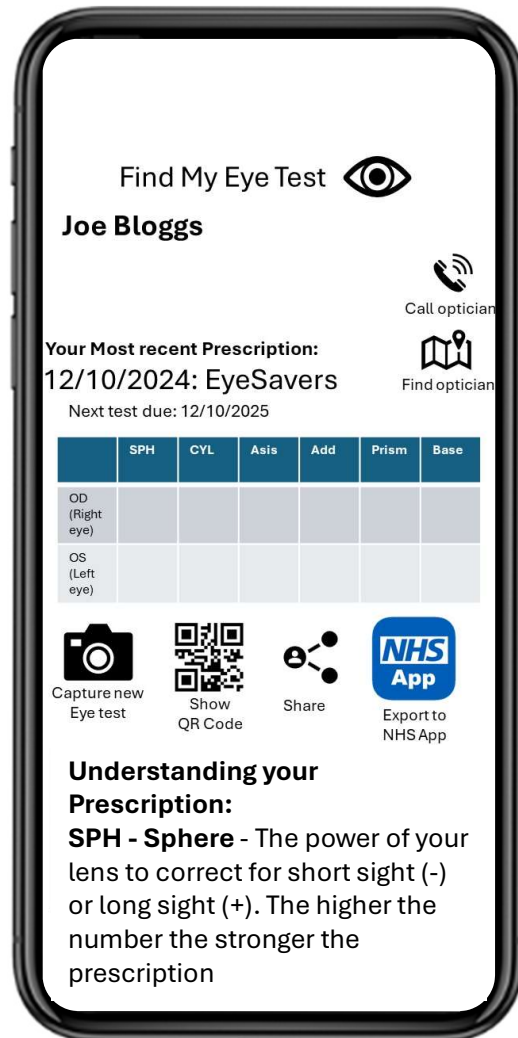 Find My Eye Test
Joe Bloggs
Call optician
Your Most recent Prescription:
12/10/2024: EyeSavers
Find optician
Next test due: 12/10/2025
SPH CYL Asis Add Prism Base
OD
(Right
eye)
OS
(Left
eye)
NHS
App
Capture new
Eye test
Show
QR Code
Share
Export to
NHS App
Understanding your
Prescription:
SPH - Sphere - The power of your
lens to correct for short sight (-)
or long sight (+). The higher the
number the stronger the
prescription